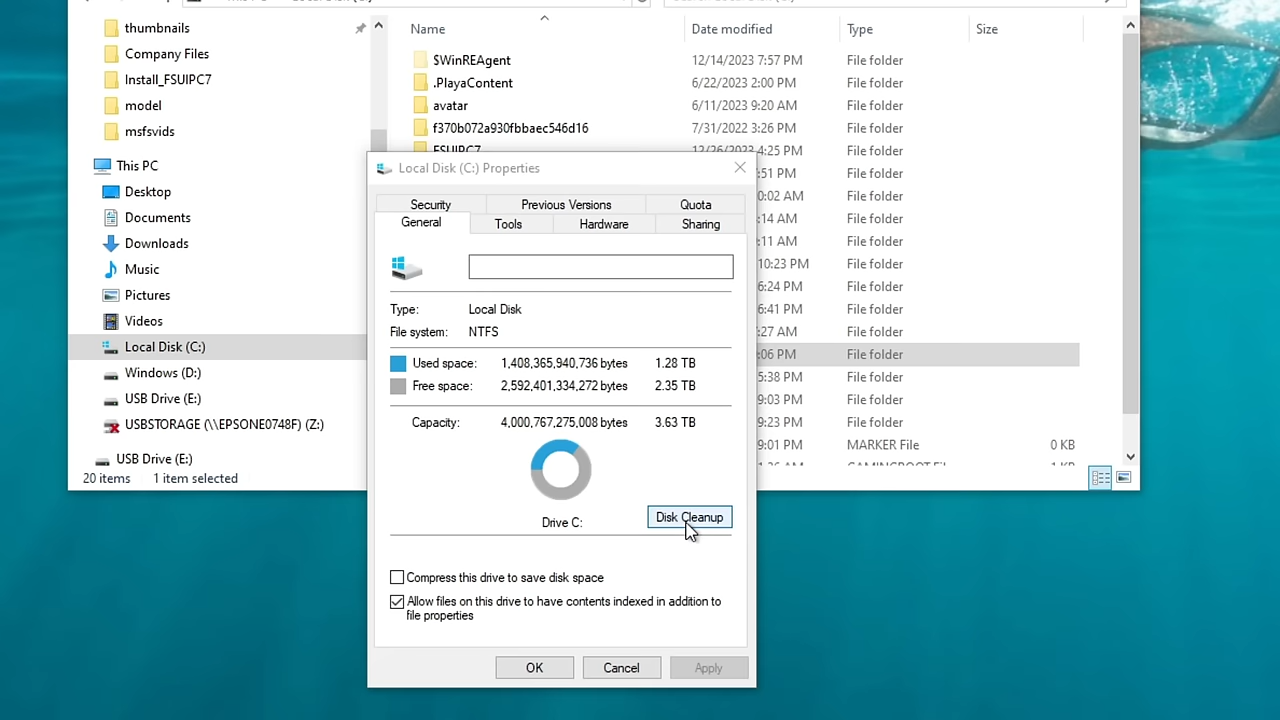 thumbnails
Company Files
Install_FSUIPC7
model
msfsvids
This PC
Desktop
Documents
Downloads
Music
Pictures
Videos
Local Disk (C:)
Windows (D:)
USB Drive (E:)
USBSTORAGE (\\EPSONE0748F) (Z:)
USB Drive (E:)
20 items 1 item selected
Name Date modified Type Size
$WinREAgent 12/14/2023 7:57 PM File folder
.PlayaContent 6/22/2023 2:00 PM File folder
avatar 6/11/2023 9:20 AM File folder
f370b072a930fbbaec546d16 7/31/2022 3:26 PM File folder
FSUIPC7 12/26/2023 4:25 PM File folder
:51 PM File folder
0:02 AM File folder
:14 AM File folder
:11 AM File folder
10:23 PM File folder
6:24 PM File folder
6:41 PM File folder
:27 AM File folder
:06 PM File folder
5:38 PM File folder
9:03 PM File folder
9:23 PM File folder
9:01 PM MARKER File 0 KB
Local Disk (C:) Properties
Security Previous Versions Quota
General Tools Hardware Sharing
Type: Local Disk
File system: NTFS
Used space: 1,408,365,940,736 bytes 1.28 TB
Free space: 2,592,401,334,272 bytes 2.35 TB
Capacity: 4,000,767,275,008 bytes 3.63 TB
Drive C:
Disk Cleanup
Compress this drive to save disk space
Allow files on this drive to have contents indexed in addition to
file properties
OK Cancel Apply